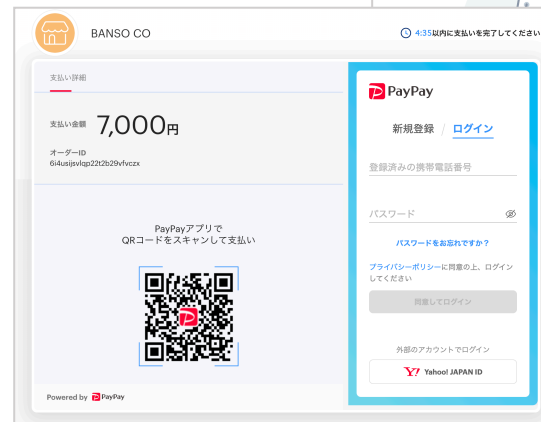 BANSO CO
4:35以内に支払いを完了してください
支払い詳細
支払い金額 7,000円
オーダーID
6i4usijsvlqp22t2b29vfvczx
PayPayアプリで
QRコードをスキャンして支払い
Powered by PayPay
PayPay
新規登録 / ログイン
登録済みの携帯電話番号
パスワード
パスワードをお忘れですか？
プライバシーポリシーに同意の上、ログイン
してください
同意してログイン
外部のアカウントでログイン
Y! Yahoo! JAPAN ID